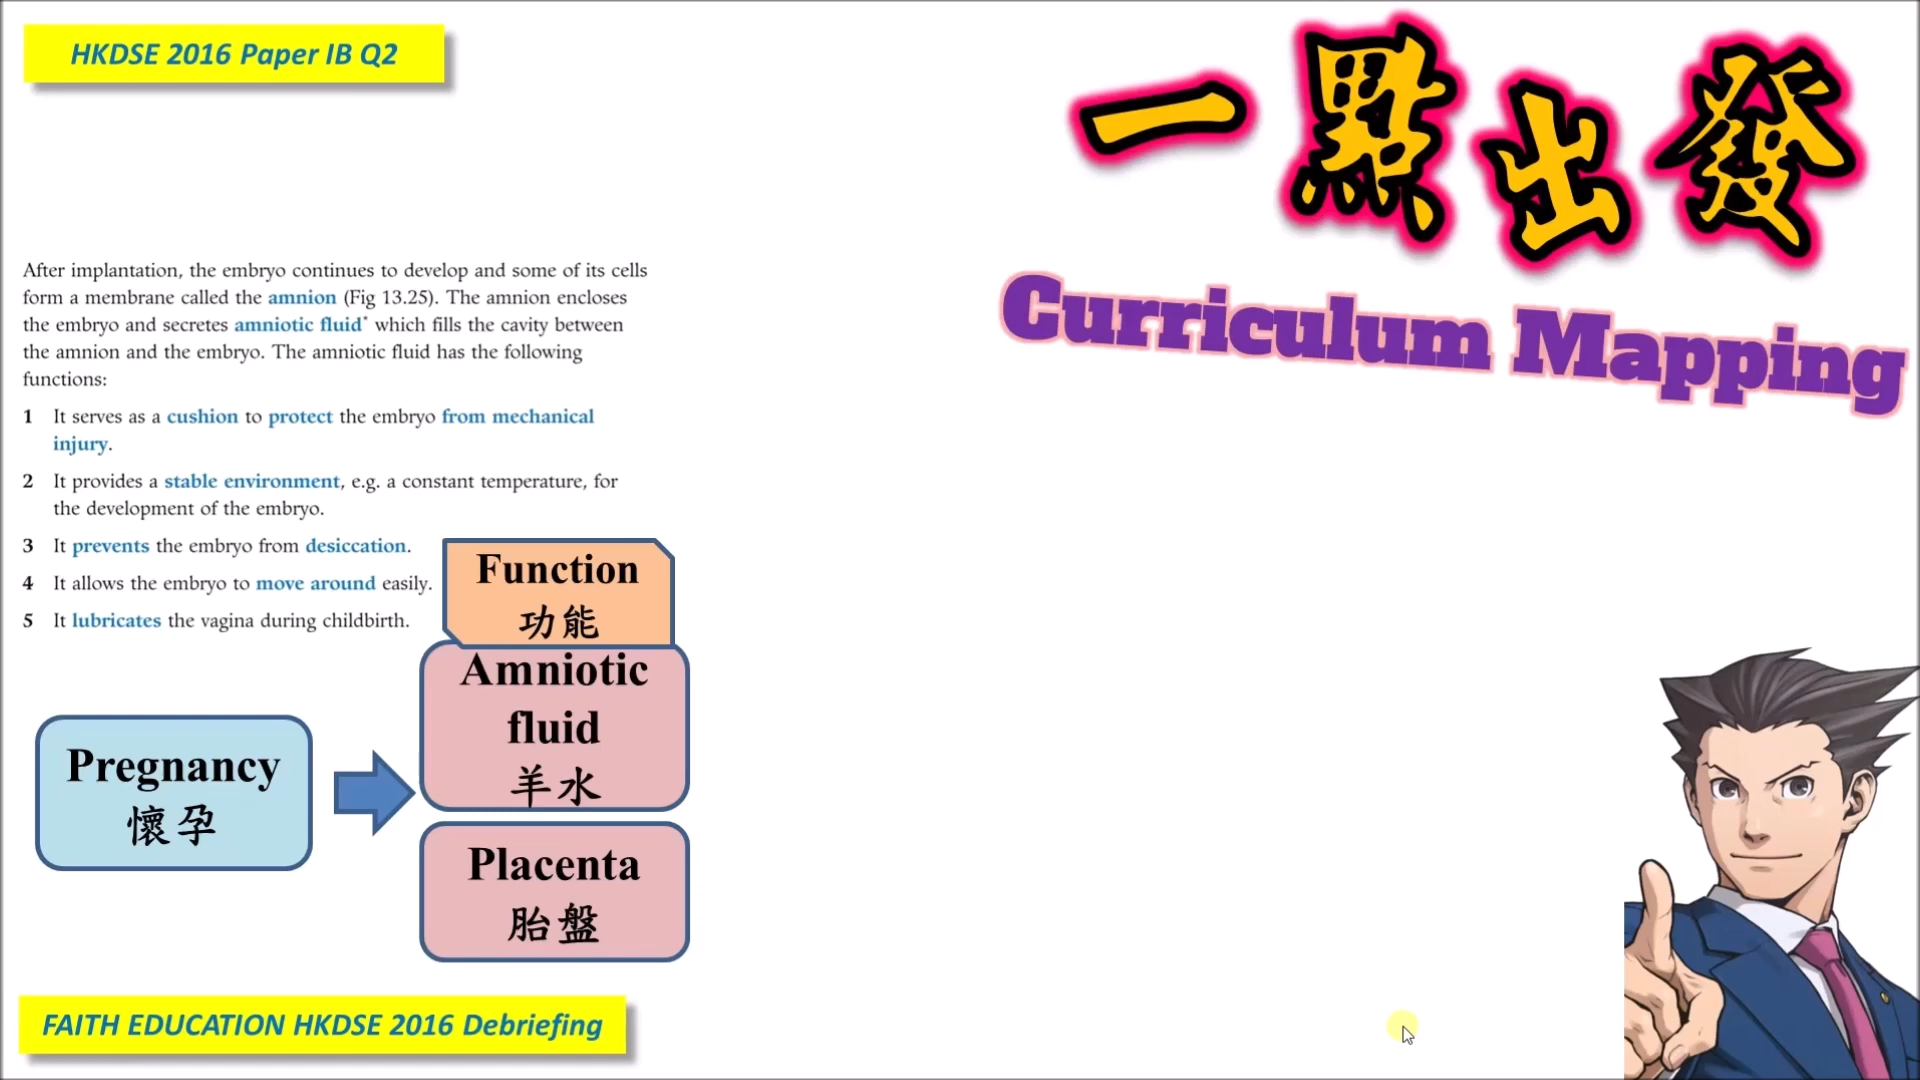 HKDSE 2016 Paper IB Q2
一點出發
Curriculum Mapping
After implantation, the embryo continues to develop and some of its cells
form a membrane called the amnion (Fig 13.25). The amnion encloses
the embryo and secretes amniotic fluid* which fills the cavity between
the amnion and the embryo. The amniotic fluid has the following
functions:
1 It serves as a cushion to protect the embryo from mechanical
injury.
2 It provides a stable environment, e.g. a constant temperature, for
the development of the embryo.
3 It prevents the embryo from desiccation.
4 It allows the embryo to move around easily.
5 It lubricates the vagina during childbirth.
Function
功能
Amniotic
fluid
羊水
Pregnancy
懷孕
Placenta
胎盤
FAITH EDUCATION HKDSE 2016 Debriefing